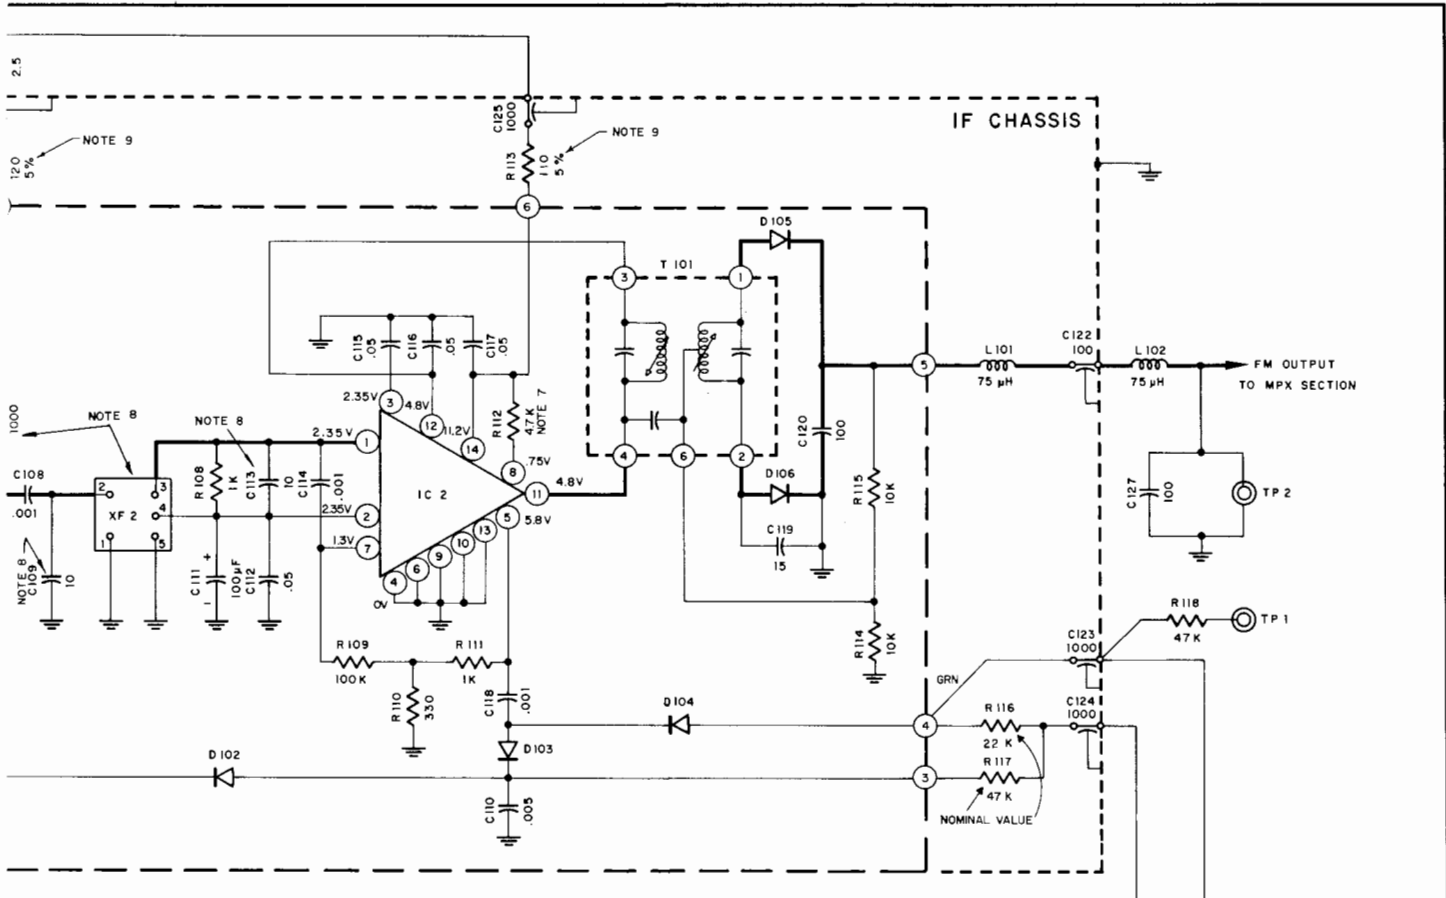 2.5
C125
1000
IF CHASSIS
NOTE 9
120
5%
R113
110
5%
NOTE 9
6
D105
3
T 101
1
C115
.05
C116
.05
C117
.05
5
L101
75 µH
C122
100
L102
75 µH
FM OUTPUT
TO MPX SECTION
2.35V
3
4.8V
12
11.2V
14
R112
4.7K
NOTE 7
8
.75V
C120
100
1000
NOTE 8
NOTE 8
2.35V
1
4
6
2
C108
.001
2
3
4
XF 2
1
5
R108
1K
C113
10
C114
.001
IC 2
11
4.8V
D106
R115
10K
C127
100
TP 2
2.35V
2
5
5.8V
1.3V
7
13
10
9
6
4
0V
C119
15
NOTE 8
C109
10
C111
+
100µF
C112
.05
R118
47 K
TP 1
R114
10K
C123
1000
R109
100K
R111
1K
R110
330
C118
.001
GRN
D104
4
R116
22 K
C124
1000
D102
D103
3
R117
47 K
C110
.005
NOMINAL VALUE